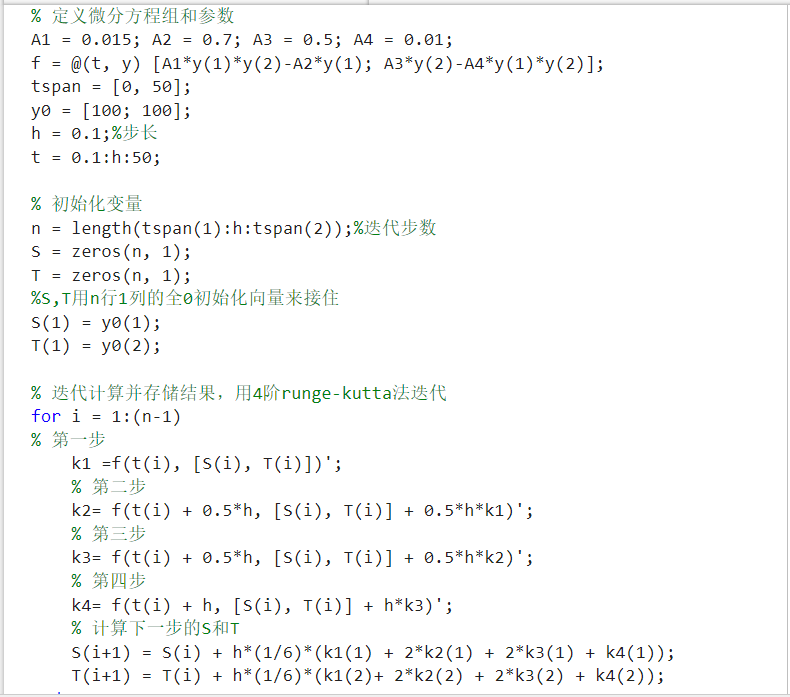 % 定义微分方程组和参数
A1 = 0.015; A2 = 0.7; A3 = 0.5; A4 = 0.01;
f = @(t, y) [A1*y(1)*y(2)-A2*y(1); A3*y(2)-A4*y(1)*y(2)];
tspan = [0, 50];
y0 = [100; 100];
h = 0.1;%步长
t = 0.1:h:50;
% 初始化变量
n = length(tspan(1):h:tspan(2));%迭代步数
S = zeros(n, 1);
T = zeros(n, 1);
%S,T用n行1列的全0初始化向量来接住
S(1) = y0(1);
T(1) = y0(2);
% 迭代计算并存储结果，用4阶runge-kutta法迭代
for i = 1:(n-1)
% 第一步
k1 =f(t(i), [S(i), T(i)])';
% 第二步
k2= f(t(i) + 0.5*h, [S(i), T(i)] + 0.5*h*k1)';
% 第三步
k3= f(t(i) + 0.5*h, [S(i), T(i)] + 0.5*h*k2)';
% 第四步
k4= f(t(i) + h, [S(i), T(i)] + h*k3)';
% 计算下一步的S和T
S(i+1) = S(i) + h*(1/6)*(k1(1) + 2*k2(1) + 2*k3(1) + k4(1));
T(i+1) = T(i) + h*(1/6)*(k1(2)+ 2*k2(2) + 2*k3(2) + k4(2));